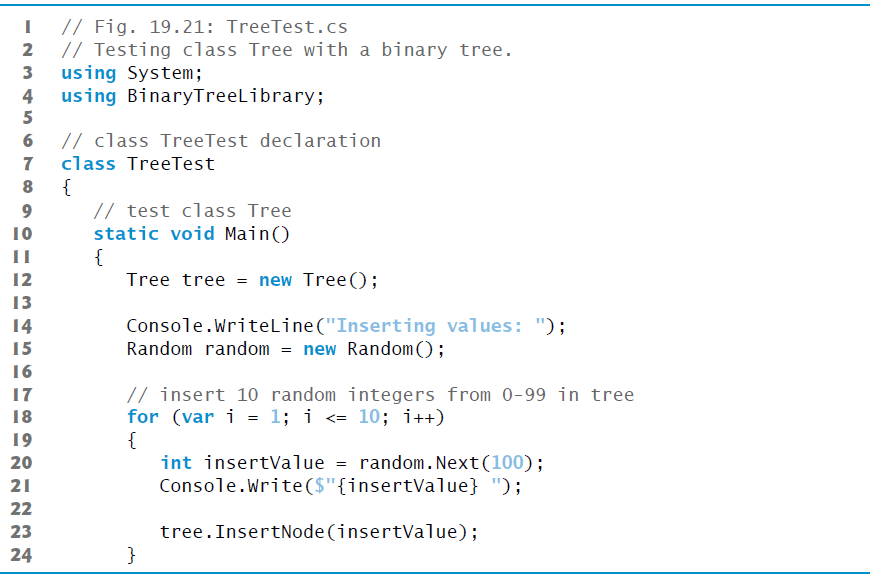 1 // Fig. 19.21: TreeTest.cs
2 // Testing class Tree with a binary tree.
3 using System;
4 using BinaryTreeLibrary;
5
6 // class TreeTest declaration
7 class TreeTest
8 {
9 // test class Tree
10 static void Main()
11 {
12 Tree tree = new Tree();
13
14 Console.WriteLine("Inserting values: ");
15 Random random = new Random();
16
17 // insert 10 random integers from 0-99 in tree
18 for (var i = 1; i <= 10; i++)
19 {
20 int insertValue = random.Next(100);
21 Console.Write($"{insertValue} ");
22
23 tree.InsertNode(insertValue);
24 }